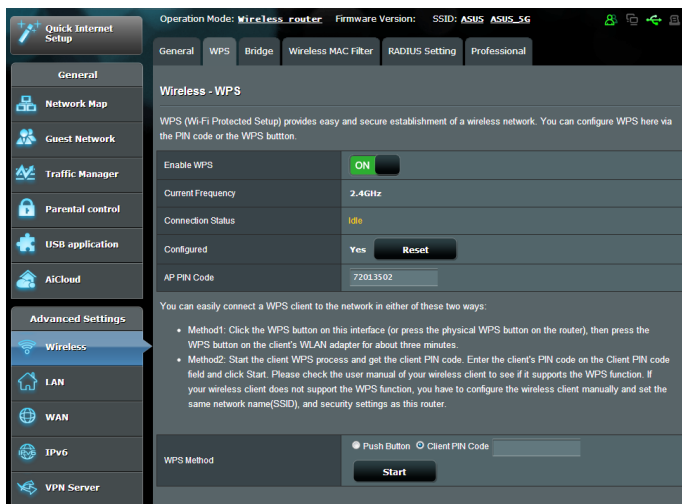 Quick Internet Setup
Operation Mode: Wireless router Firmware Version: SSID: ASUS ASUS_5G
General WPS Bridge Wireless MAC Filter RADIUS Setting Professional
General
Network Map
Guest Network
Traffic Manager
Parental control
USB application
AiCloud
Advanced Settings
Wireless
LAN
WAN
IPv6
VPN Server
Wireless - WPS
WPS (Wi-Fi Protected Setup) provides easy and secure establishment of a wireless network. You can configure WPS here via
the PIN code or the WPS buttton.
Enable WPS ON
Current Frequency 2.4GHz
Connection Status Idle
Configured Yes Reset
AP PIN Code 72013502
You can easily connect a WPS client to the network in either of these two ways:
• Method1: Click the WPS button on this interface (or press the physical WPS button on the router), then press the
WPS button on the client's WLAN adapter for about three minutes.
• Method2: Start the client WPS process and get the client PIN code. Enter the client's PIN code on the Client PIN code
field and click Start. Please check the user manual of your wireless client to see if it supports the WPS function. If
your wireless client does not support the WPS function, you have to configure the wireless client manually and set the
same network name(SSID), and security settings as this router.
WPS Method Push Button Client PIN Code
Start